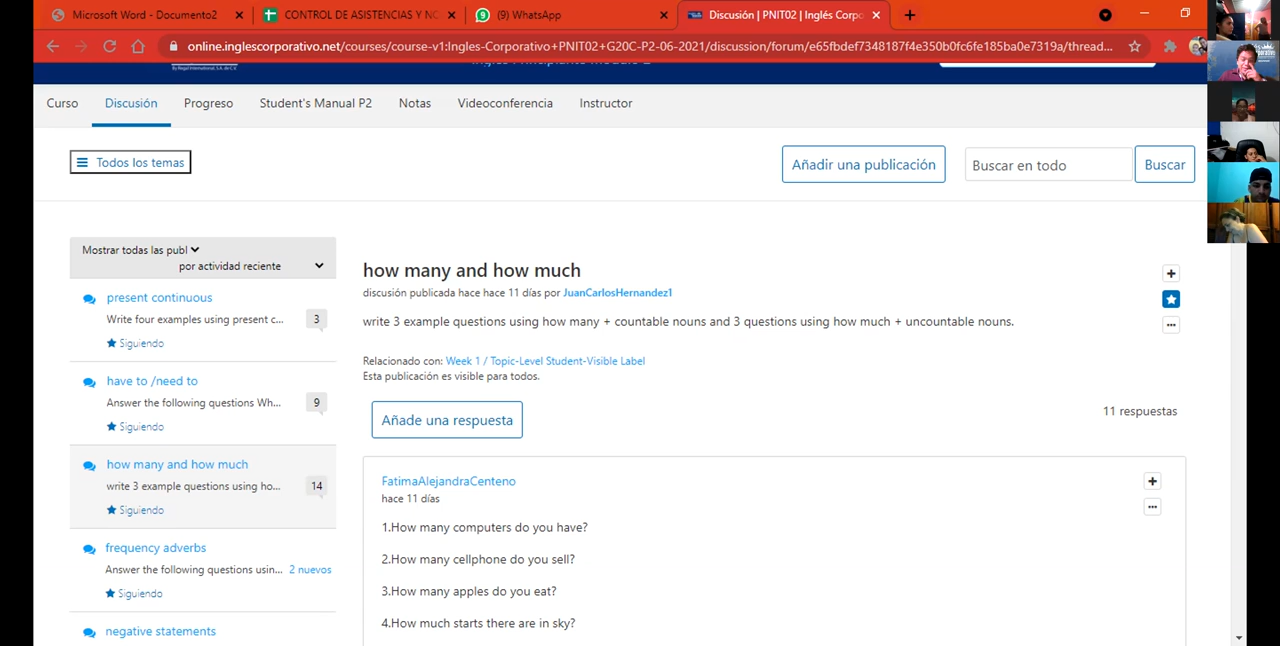 Microsoft Word - Documento2
CONTROL DE ASISTENCIAS Y NO
(9) WhatsApp
Discusión | PNIT02 | Inglés Corpo
online.inglescorporativo.net/courses/course-v1:Ingles-Corporativo+PNIT02+G20C-P2-06-2021/discussion/forum/e65fbdef7348187f4e350b0fc6fe185ba0e7319a/thread...
Curso
Discusión
Progreso
Student's Manual P2
Notas
Videoconferencia
Instructor
Todos los temas
Añadir una publicación
Buscar en todo
Buscar
Mostrar todas las publ
por actividad reciente
present continuous
Write four examples using present c...
3
Siguiendo
have to /need to
Answer the following questions Wh...
9
Siguiendo
how many and how much
write 3 example questions using ho...
14
Siguiendo
frequency adverbs
Answer the following questions usin...
2 nuevos
Siguiendo
negative statements
how many and how much
discusión publicada hace hace 11 días por JuanCarlosHernandez1
write 3 example questions using how many + countable nouns and 3 questions using how much + uncountable nouns.
Relacionado con: Week 1 / Topic-Level Student-Visible Label
Esta publicación es visible para todos.
Añade una respuesta
11 respuestas
FatimaAlejandraCenteno
hace 11 días
1.How many computers do you have?
2.How many cellphone do you sell?
3.How many apples do you eat?
4.How much starts there are in sky?